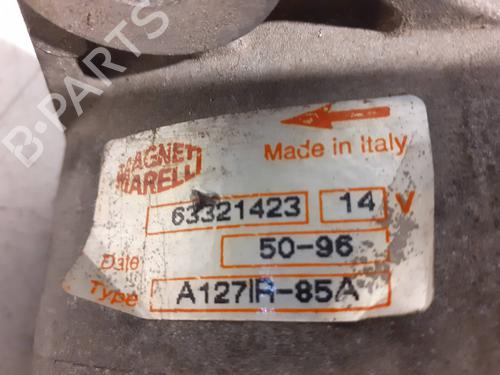 MAGNETI
MARELLI
Made in Italy
63321423 14 V
Date 50-96
Type A127IR-85A
B-PARTS